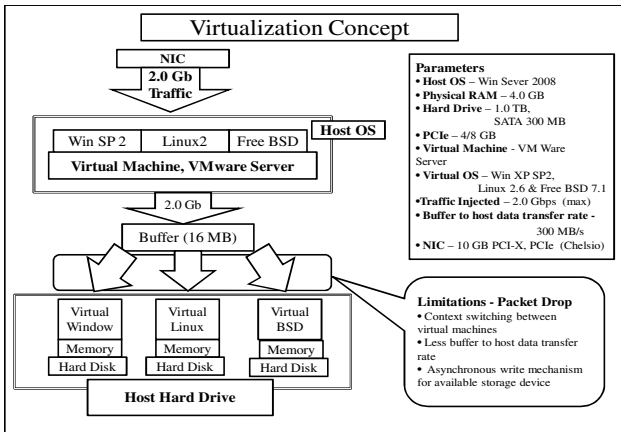 Virtualization Concept
NIC
2.0 Gb
Traffic
Host OS
Win SP 2
Linux2
Free BSD
Virtual Machine, VMware Server
2.0 Gb
Buffer (16 MB)
Virtual
Window
Virtual
Linux
Virtual
BSD
Memory
Memory
Memory
Hard Disk
Hard Disk
Hard Disk
Host Hard Drive
Parameters
• Host OS – Win Sever 2008
• Physical RAM – 4.0 GB
• Hard Drive – 1.0 TB,
SATA 300 MB
• PCIe – 4/8 GB
• Virtual Machine - VM Ware
Server
• Virtual OS – Win XP SP2,
Linux 2.6 & Free BSD 7.1
•Traffic Injected – 2.0 Gbps (max)
• Buffer to host data transfer rate -
300 MB/s
• NIC – 10 GB PCI-X, PCIe (Chelsio)
Limitations - Packet Drop
• Context switching between
virtual machines
• Less buffer to host data transfer
rate
• Asynchronous write mechanism
for available storage device